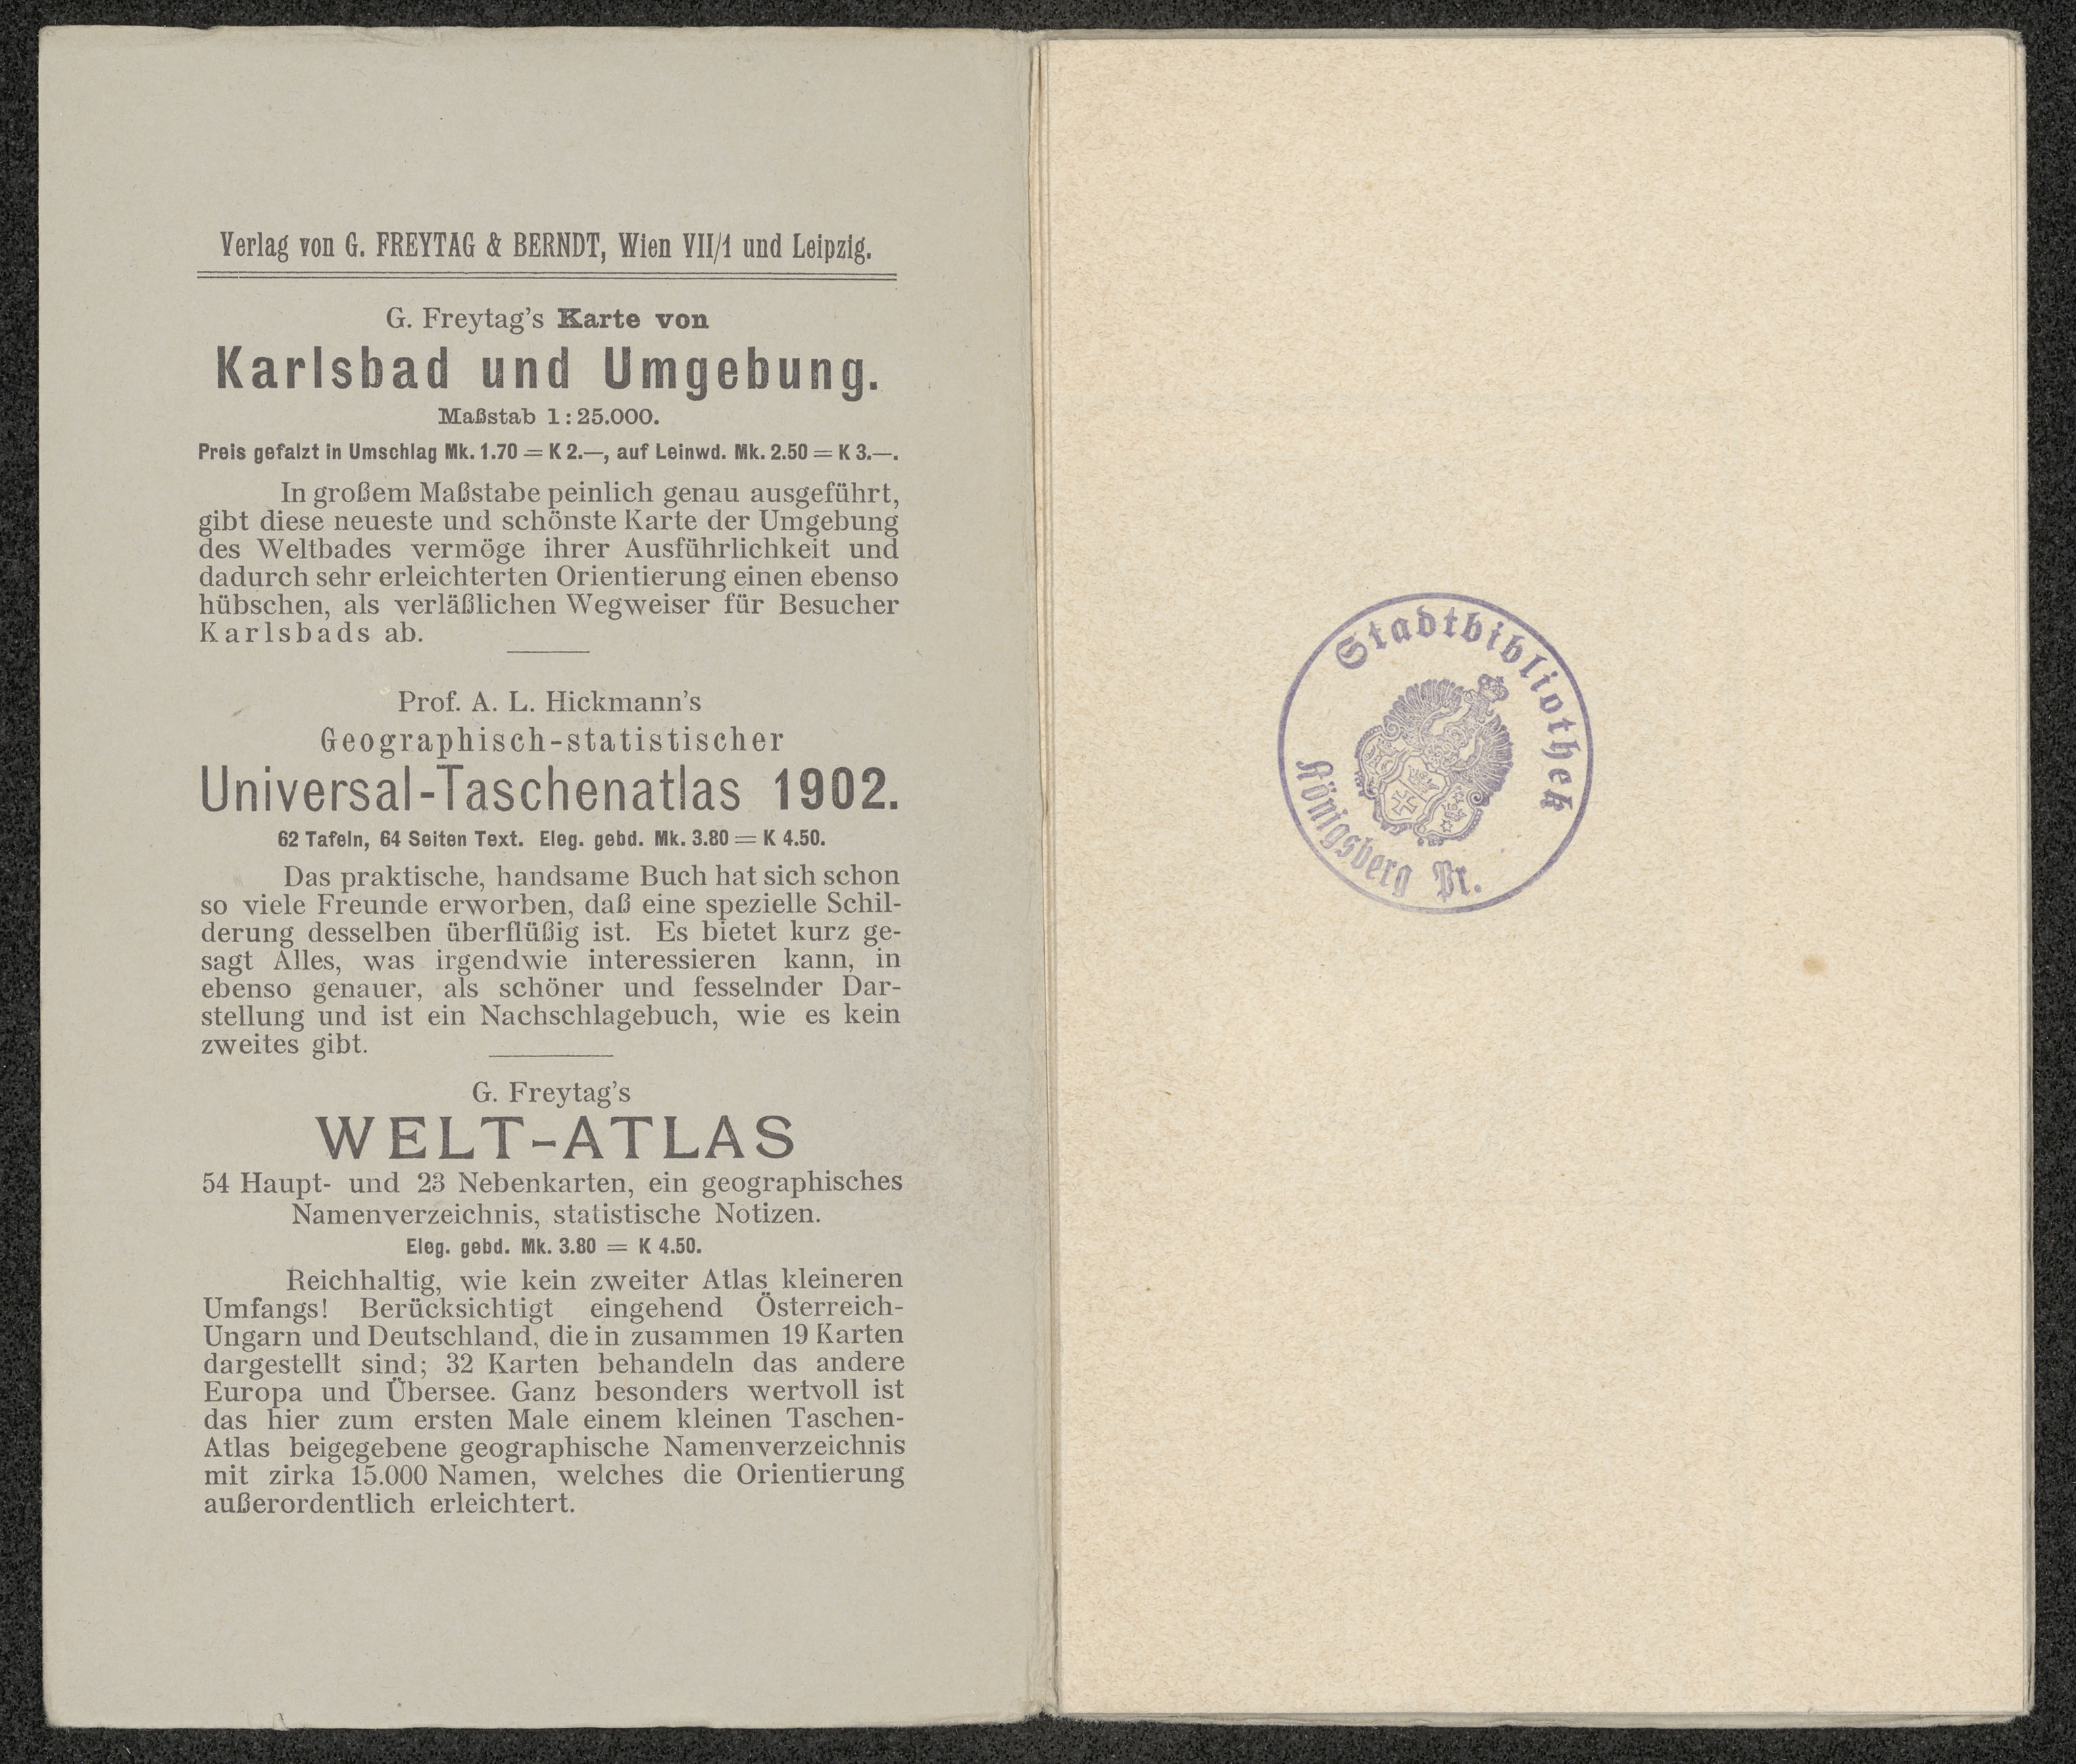 Verlag von G. FREYTAG & BERNDT, Wien VII/1 und Leipzig.
G. Freytag's Karte von
Karlsbad und Umgebung.
Maßstab 1:25.000.
Preis gefalzt in Umschlag Mk. 1.70 = K 2.—, auf Leinwd. Mk. 2.50 = K 3.—.
In großem Maßstabe peinlich genau ausgeführt,
gibt diese neueste und schönste Karte der Umgebung
des Weltbades vermöge ihrer Ausführlichkeit und
dadurch sehr erleichterten Orientierung einen ebenso
hübschen, als verläßlichen Wegweiser für Besucher
Karlsbads ab.
Prof. A. L. Hickmann's
Geographisch-statistischer
Universal-Taschenatlas 1902.
62 Tafeln, 64 Seiten Text. Eleg. gebd. Mk. 3.80 = K 4.50.
Das praktische, handsame Buch hat sich schon
so viele Freunde erworben, daß eine spezielle Schil-
derung desselben überflüßig ist. Es bietet kurz ge-
sagt Alles, was irgendwie interessieren kann, in
ebenso genauer, als schöner und fesselnder Dar-
stellung und ist ein Nachschlagebuch, wie es kein
zweites gibt.
G. Freytag's
WELT-ATLAS
54 Haupt- und 23 Nebenkarten, ein geographisches
Namenverzeichnis, statistische Notizen.
Eleg. gebd. Mk. 3.80 = K 4.50.
Reichhaltig, wie kein zweiter Atlas kleineren
Umfangs! Berücksichtigt eingehend Österreich-
Ungarn und Deutschland, die in zusammen 19 Karten
dargestellt sind; 32 Karten behandeln das andere
Europa und Übersee. Ganz besonders wertvoll ist
das hier zum ersten Male einem kleinen Taschen-
Atlas beigegebene geographische Namenverzeichnis
mit zirka 15.000 Namen, welches die Orientierung
außerordentlich erleichtert.
Stadtbibliothek
Königsberg Pr.